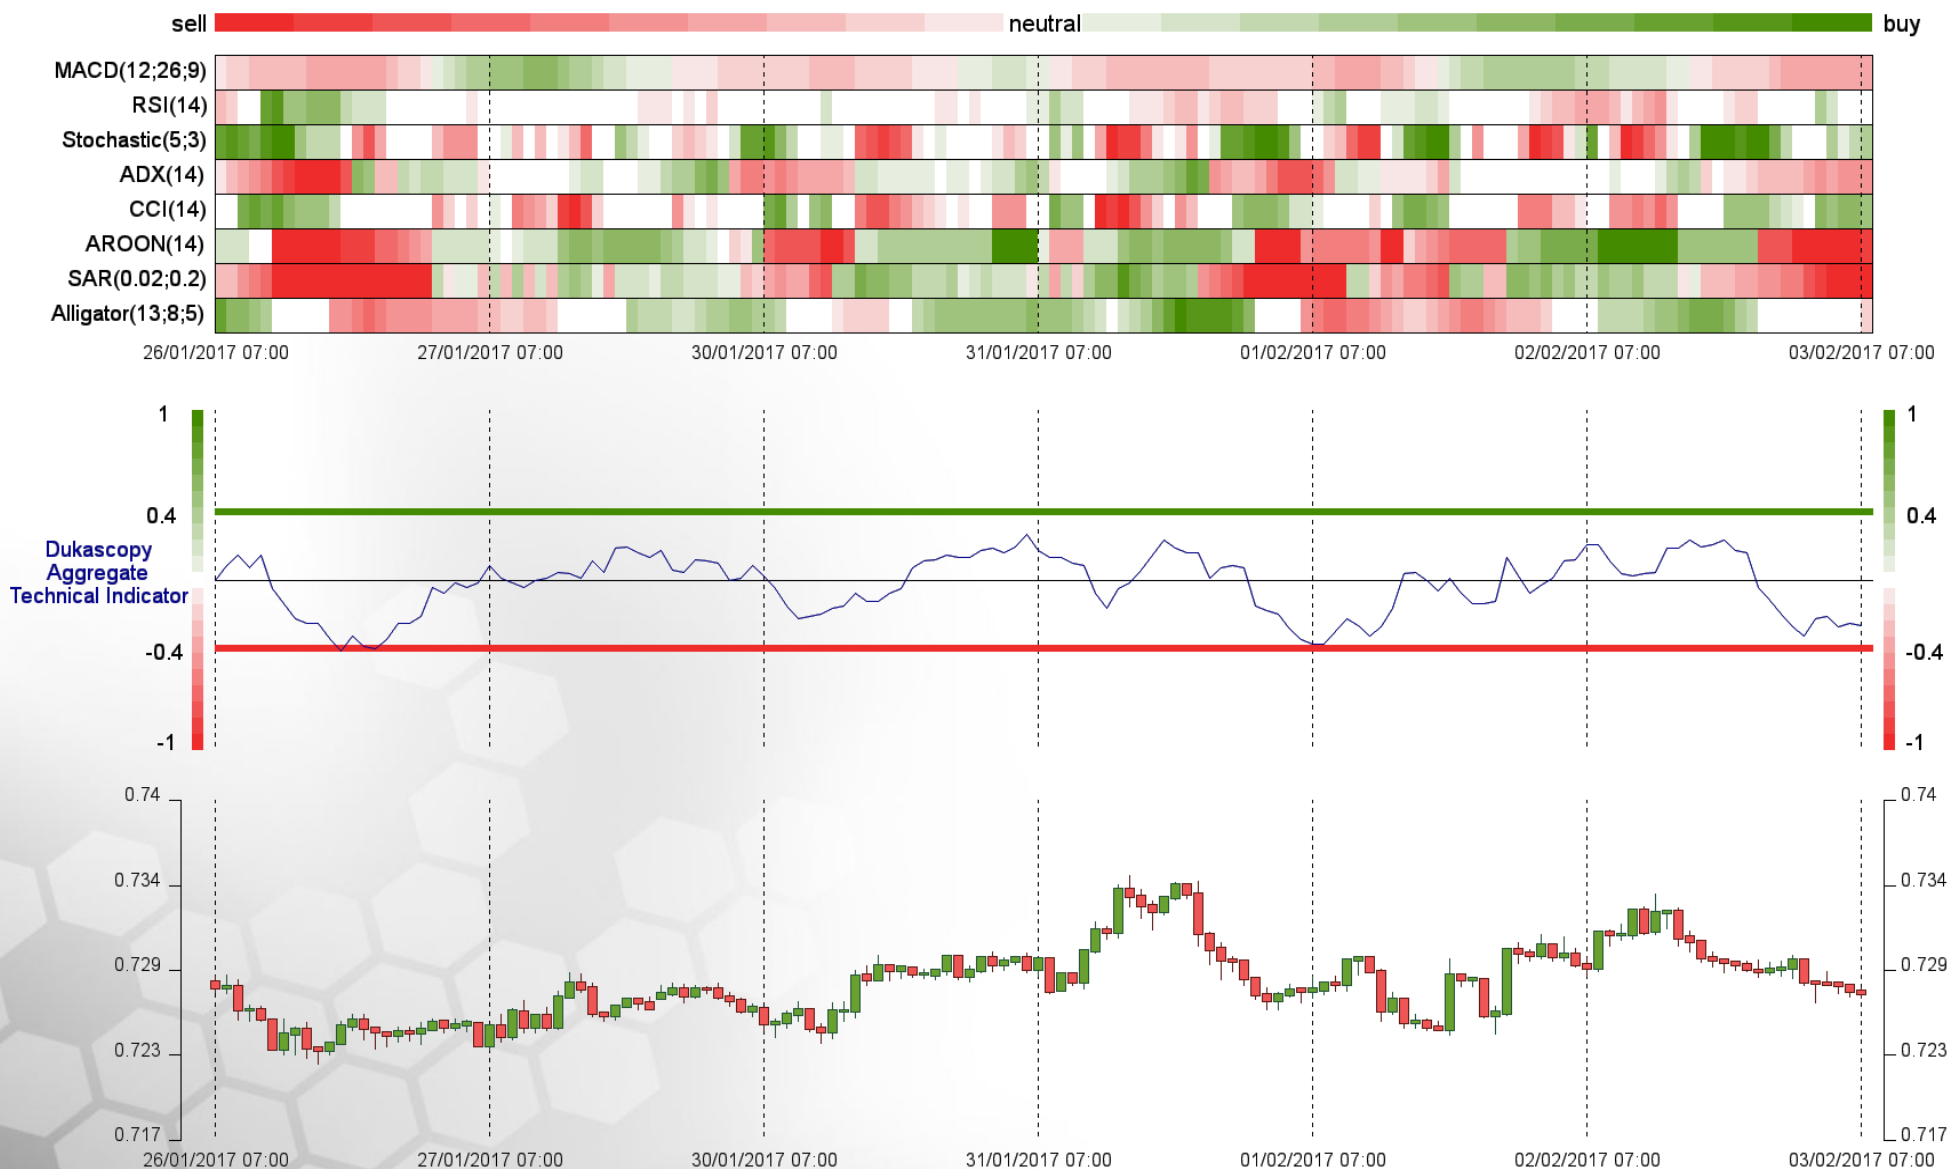 sell neutral buy
MACD(12;26;9)
RSI(14)
Stochastic(5;3)
ADX(14)
CCI(14)
AROON(14)
SAR(0.02;0.2)
Alligator(13;8;5)
26/01/2017 07:00 27/01/2017 07:00 30/01/2017 07:00 31/01/2017 07:00 01/02/2017 07:00 02/02/2017 07:00 03/02/2017 07:00
1 1
0.4 0.4
Dukascopy
Aggregate
Technical Indicator
-0.4 -0.4
-1 -1
0.74 0.74
0.734 0.734
0.729 0.729
0.723 0.723
0.717 0.717
26/01/2017 07:00 27/01/2017 07:00 30/01/2017 07:00 31/01/2017 07:00 01/02/2017 07:00 02/02/2017 07:00 03/02/2017 07:00